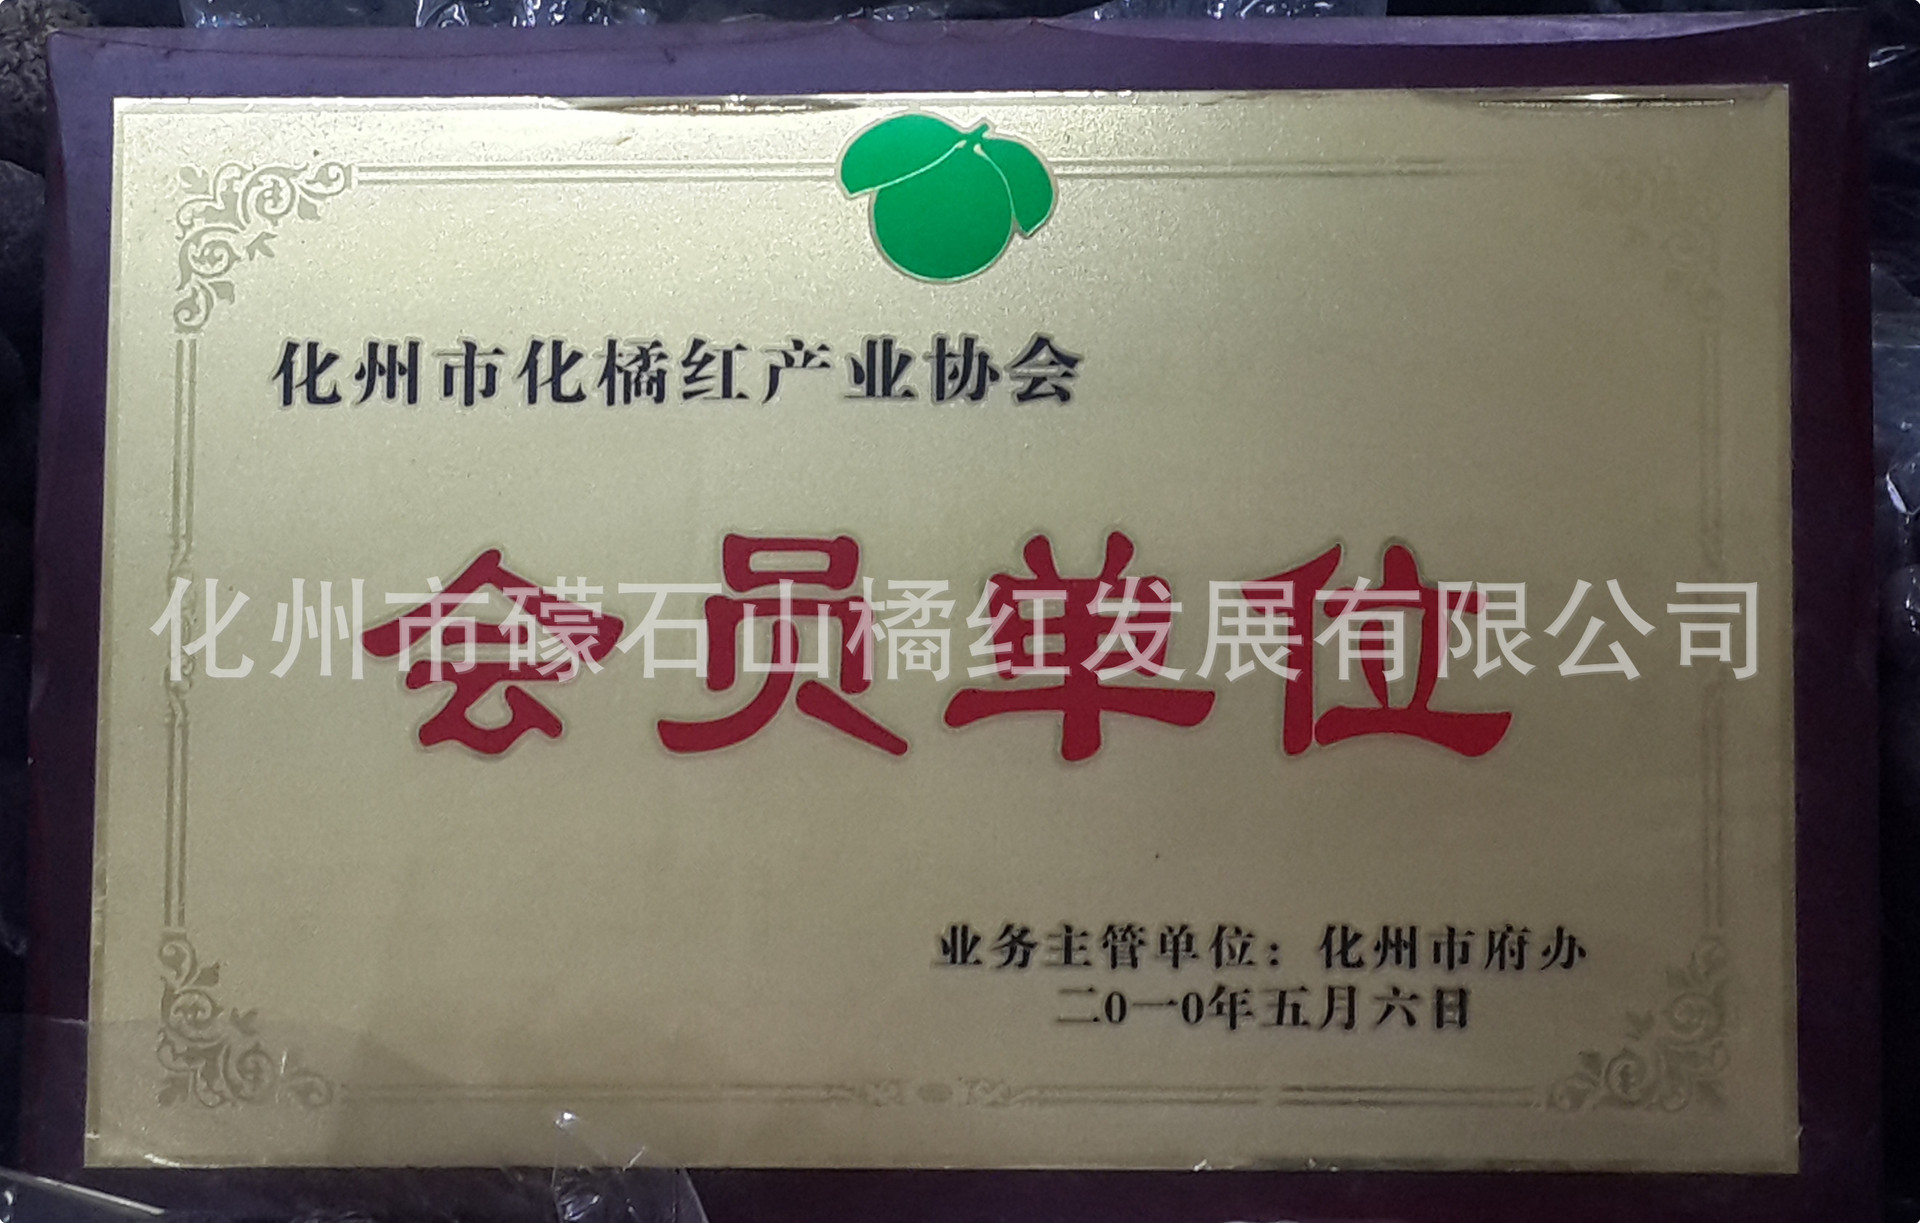 化州市化橘红产业协会
会员单位
化州市礞石山橘红发展有限公司
业务主管单位：化州市府办
二0一0年五月六日